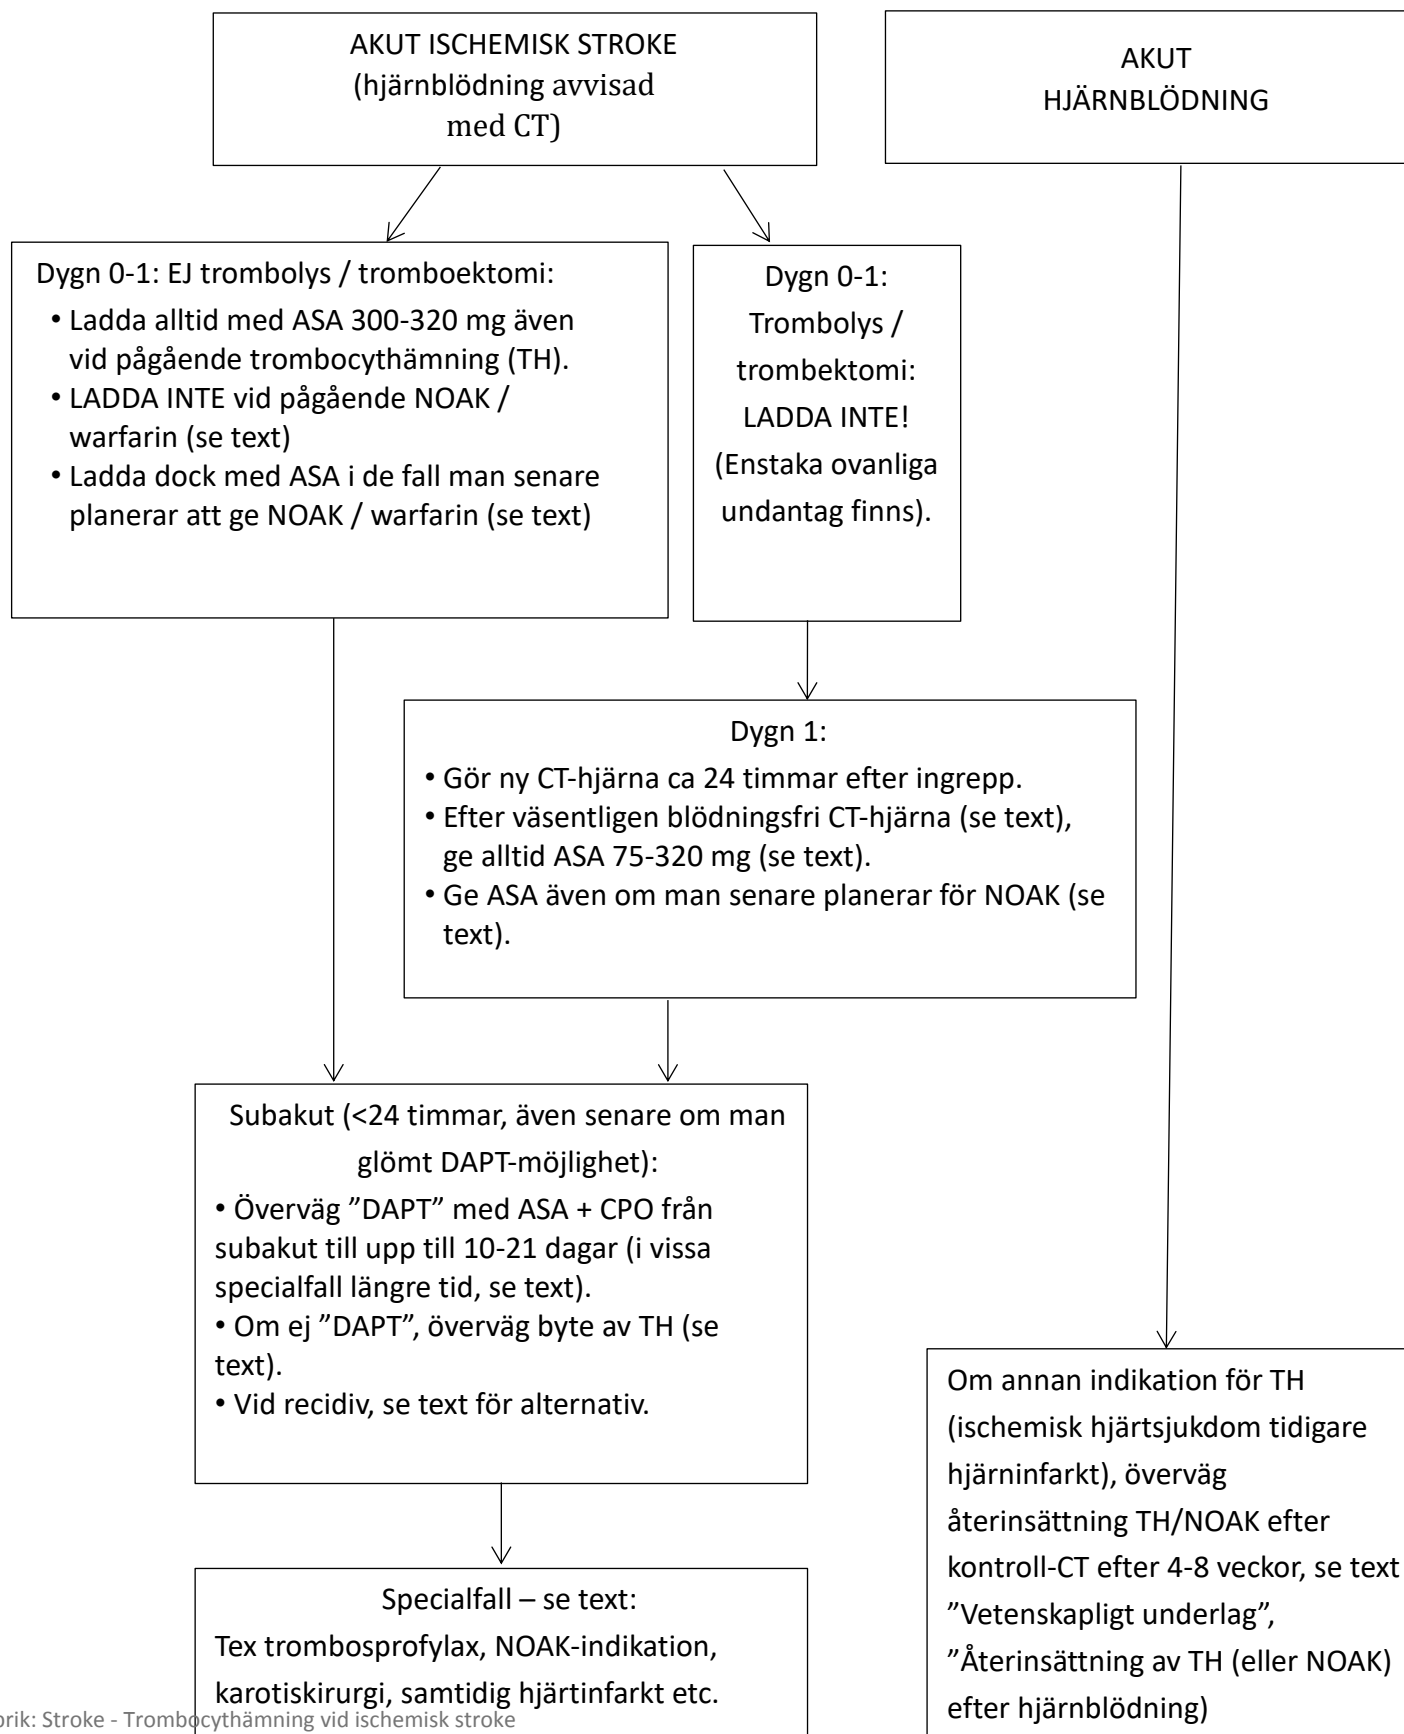 AKUT ISCHEMISK STROKE
(hjärnblödning avvisad
med CT)
AKUT
HJÄRNBLÖDNING
Dygn 0-1: EJ trombolys / tromboektomi:
• Ladda alltid med ASA 300-320 mg även
vid pågående trombocythämning (TH).
• LADDA INTE vid pågående NOAK /
warfarin (se text)
• Ladda dock med ASA i de fall man senare
planerar att ge NOAK / warfarin (se text)
Dygn 0-1:
Trombolys /
trombektomi:
LADDA INTE!
(Enstaka ovanliga
undantag finns).
Dygn 1:
• Gör ny CT-hjärna ca 24 timmar efter ingrepp.
• Efter väsentligen blödningsfri CT-hjärna (se text),
ge alltid ASA 75-320 mg (se text).
• Ge ASA även om man senare planerar för NOAK (se
text).
Subakut (<24 timmar, även senare om man
glömt DAPT-möjlighet):
• Överväg ”DAPT” med ASA + CPO från
subakut till upp till 10-21 dagar (i vissa
specialfall längre tid, se text).
• Om ej ”DAPT”, överväg byte av TH (se
text).
• Vid recidiv, se text för alternativ.
Om annan indikation för TH
(ischemisk hjärtsjukdom tidigare
hjärninfarkt), överväg
återinsättning TH/NOAK efter
kontroll-CT efter 4-8 veckor, se text
”Vetenskapligt underlag”,
”Återinsättning av TH (eller NOAK)
efter hjärnblödning)
Specialfall – se text:
Tex trombosprofylax, NOAK-indikation,
karotiskirurgi, samtidig hjärtinfarkt etc.
brik: Stroke - Trombocythämning vid ischemisk stroke